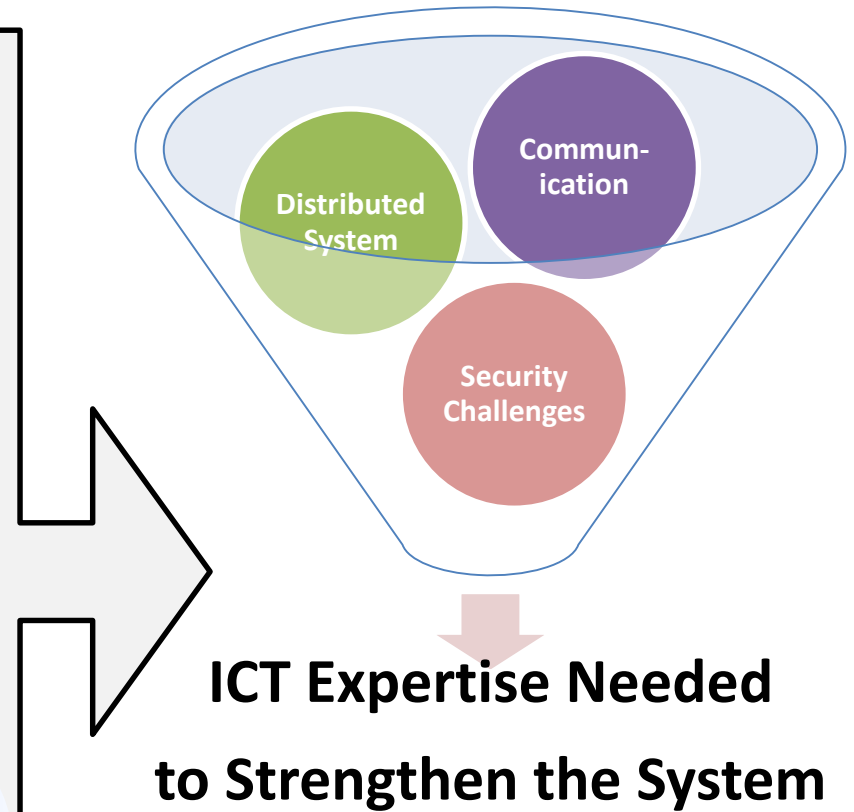 Commun-
ication
Distributed
System
Security
Challenges
ICT Expertise Needed
to Strengthen the System